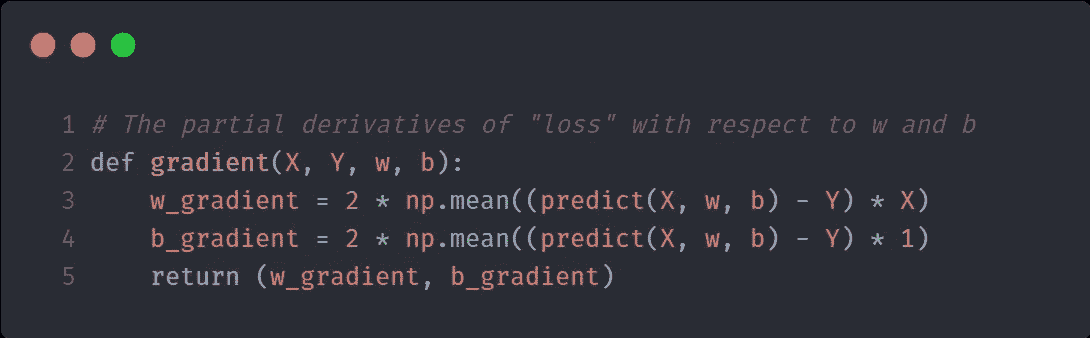 1 # The partial derivatives of "loss" with respect to w and b
2 def gradient(X, Y, w, b):
3     w_gradient = 2 * np.mean((predict(X, w, b) - Y) * X)
4     b_gradient = 2 * np.mean((predict(X, w, b) - Y) * 1)
5     return (w_gradient, b_gradient)